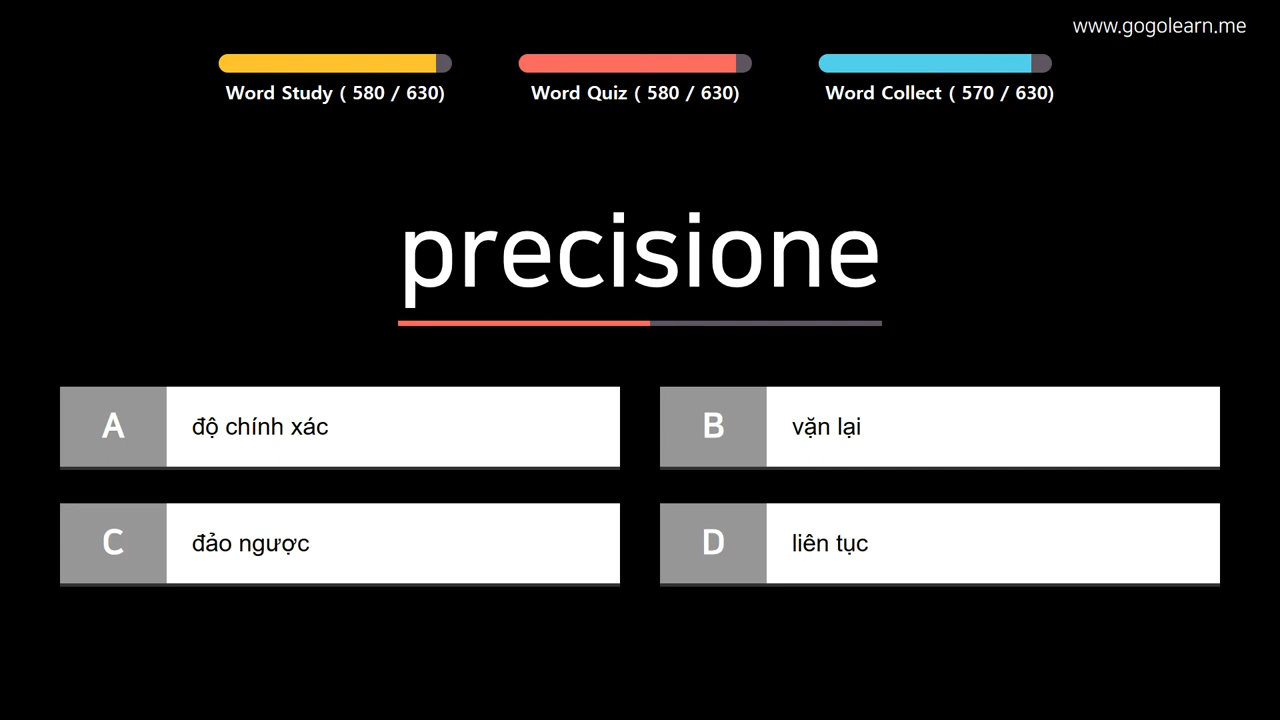 www.gogolearn.me
Word Study ( 580 / 630)
Word Quiz ( 580 / 630)
Word Collect ( 570 / 630)
precisione
A độ chính xác
B vặn lại
C đảo ngược
D liên tục